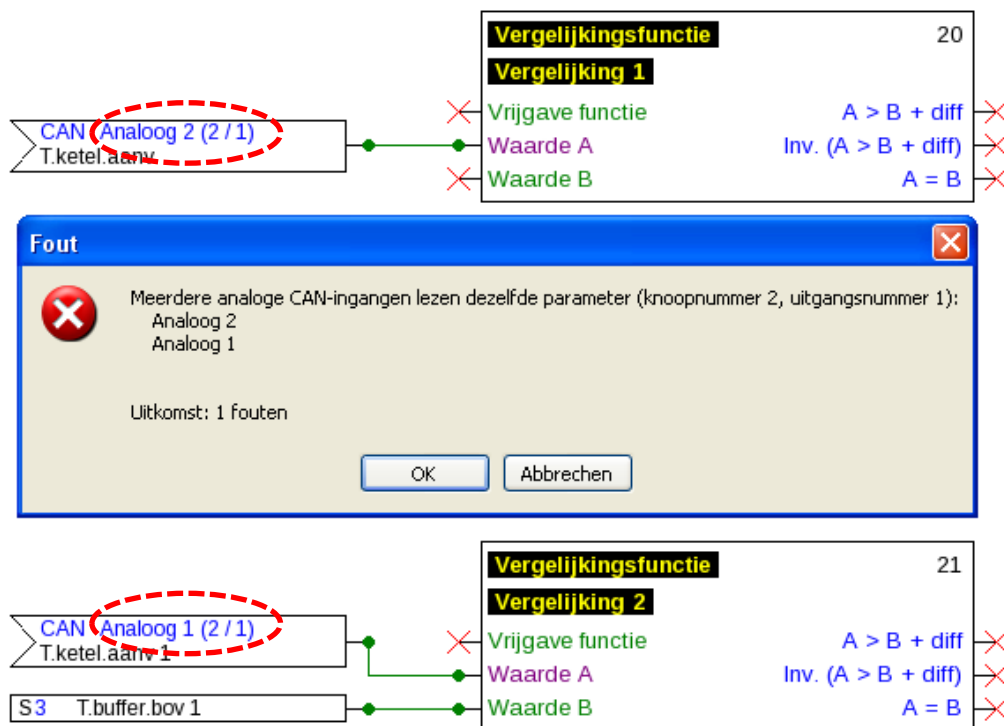 Vergelijkingsfunctie 20
Vergelijking 1
CAN Analoog 2 (2 / 1)
T.ketel.aanv
Vrijgave functie A > B + diff
Waarde A Inv. (A > B + diff)
Waarde B A = B
Fout
Meerdere analoge CAN-ingangen lezen dezelfde parameter (knoopnummer 2, uitgangsnummer 1):
Analoog 2
Analoog 1
Uitkomst: 1 fouten
OK Abbrechen
Vergelijkingsfunctie 21
Vergelijking 2
CAN Analoog 1 (2 / 1)
T.ketel.aanv 1
Vrijgave functie A > B + diff
Waarde A Inv. (A > B + diff)
S3 T.buffer.bov 1 Waarde B A = B